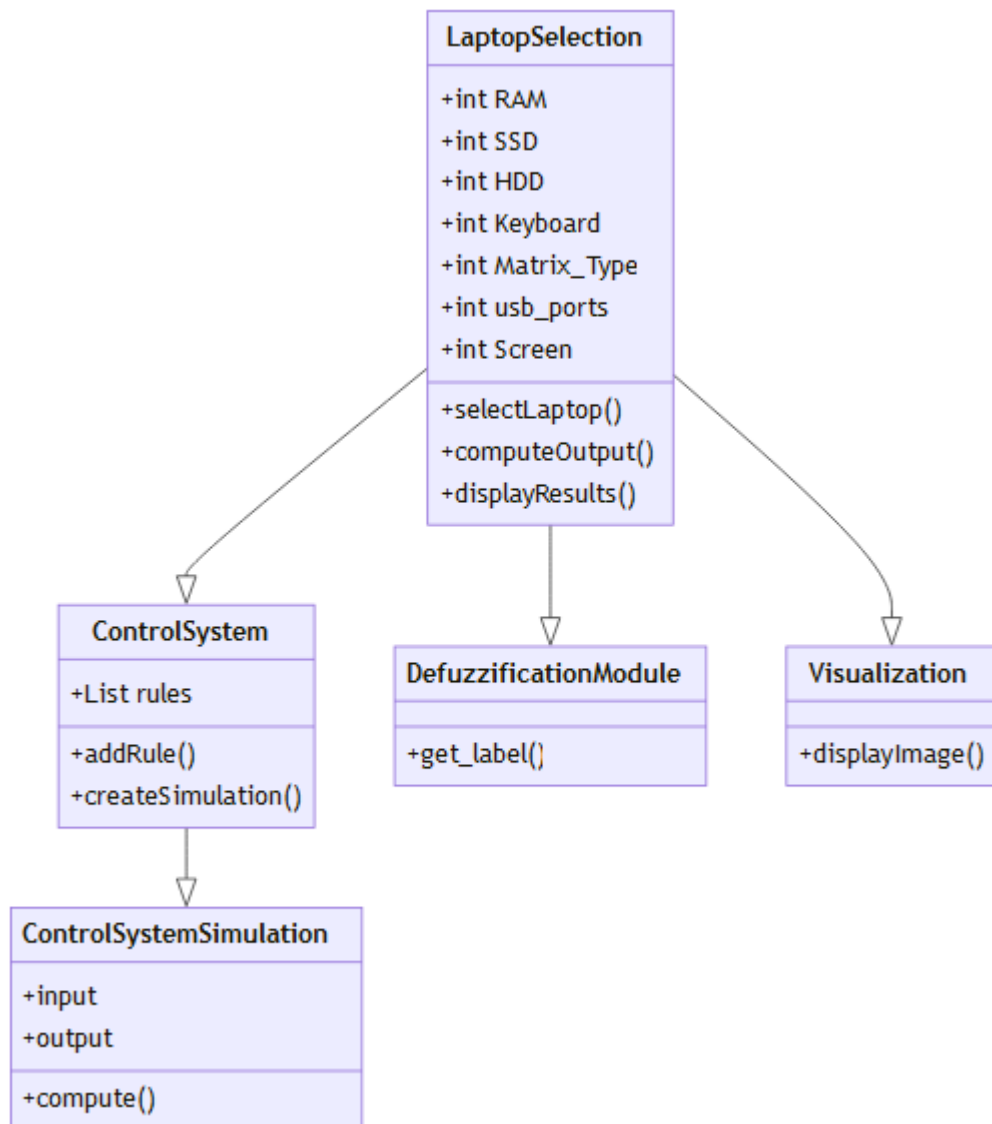 LaptopSelection
+int RAM
+int SSD
+int HDD
+int Keyboard
+int Matrix_Type
+int usb_ports
+int Screen
+selectLaptop()
+computeOutput()
+displayResults()
ControlSystem
+List rules
+addRule()
+createSimulation()
DefuzzificationModule
+get_label()
Visualization
+displayImage()
ControlSystemSimulation
+input
+output
+compute()